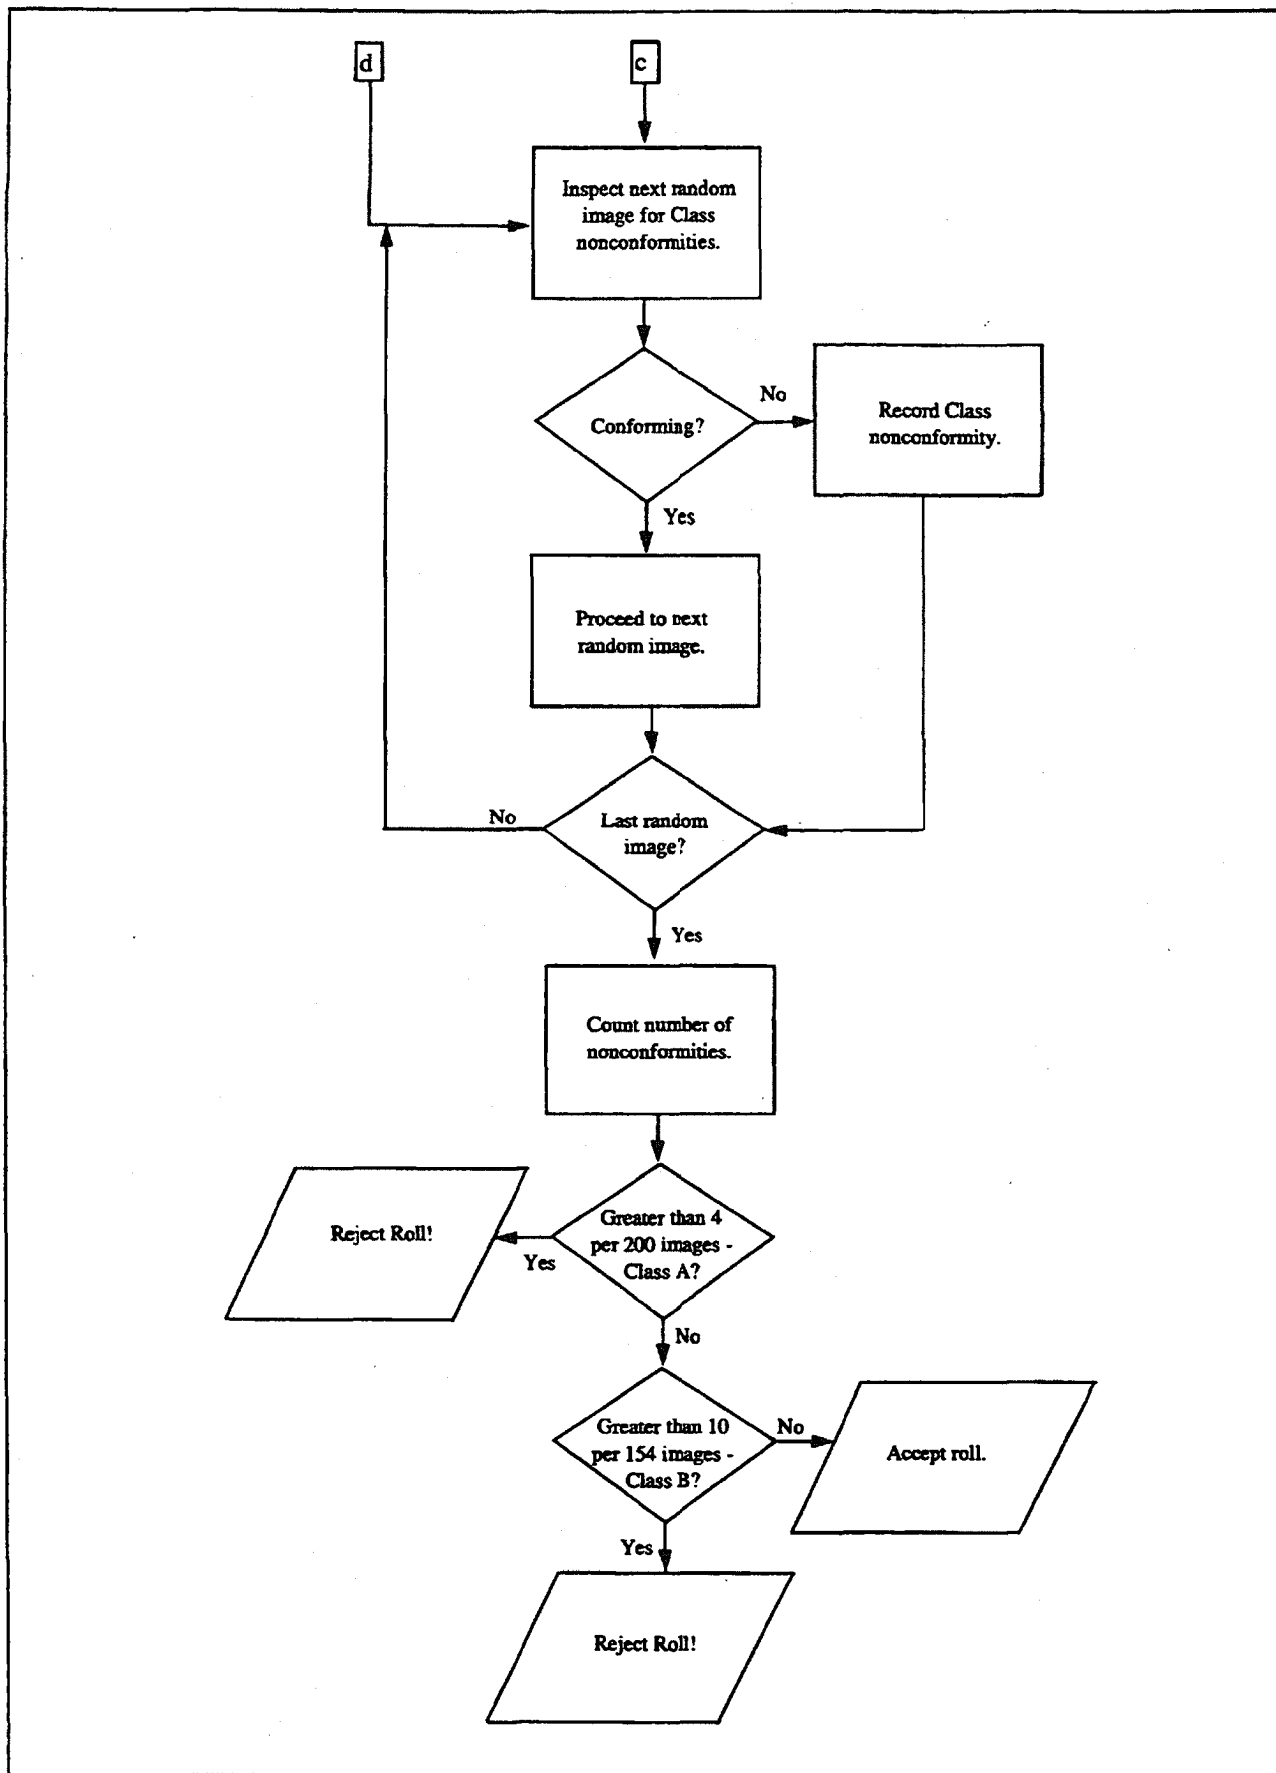 d
c
Inspect next random
image for Class
nonconformities.
No
Conforming?
Record Class
nonconformity.
Yes
Proceed to next
random image.
No
Last random
image?
Yes
Count number of
nonconformities.
Reject Roll!
Greater than 4
per 200 images -
Class A?
Yes
No
Greater than 10
per 154 images -
Class B?
No
Accept roll.
Yes
Reject Roll!